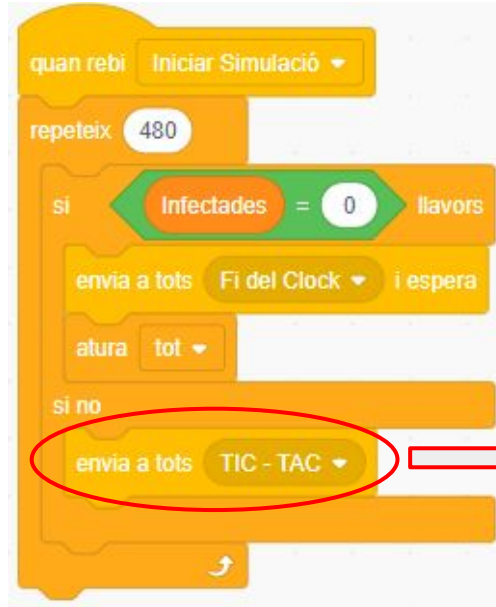 quan rebi Iniciar Simulació
repeteix 480
si Infectades = 0 llavors
envia a tots Fi del Clock i espera
atura tot
si no
envia a tots TIC - TAC